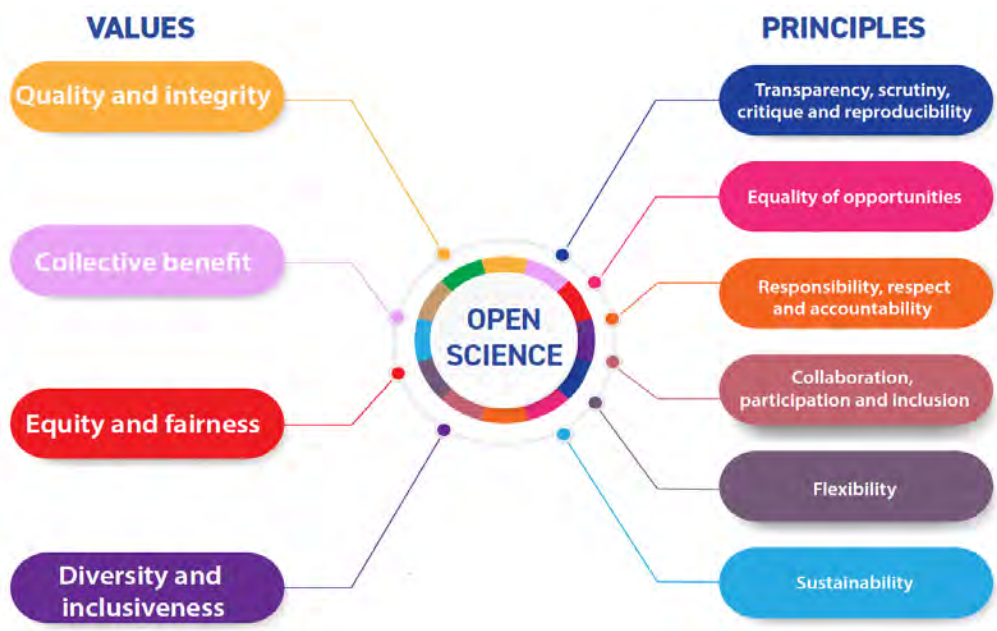 VALUES
Quality and integrity
Collective benefit
Equity and fairness
Diversity and
inclusiveness
OPEN
SCIENCE
PRINCIPLES
Transparency, scrutiny,
critique and reproducibility
Equality of opportunities
Responsibility, respect
and accountability
Collaboration,
participation and inclusion
Flexibility
Sustainability